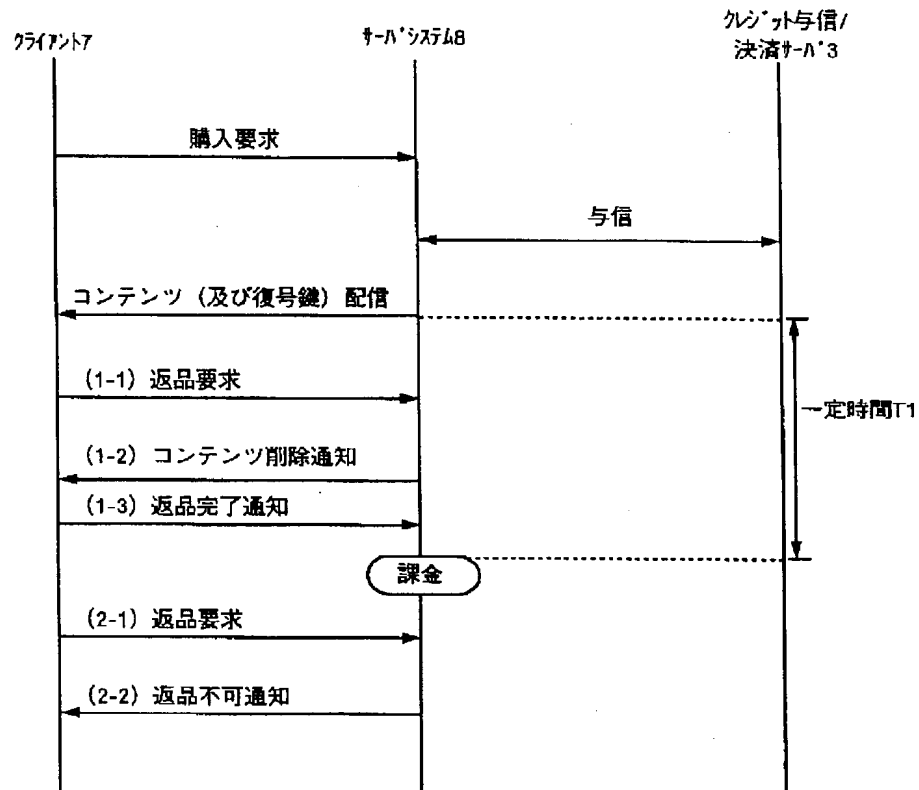 クライアント7
サーバシステム8
クレジット与信/
決済サーバ3
購入要求
与信
コンテンツ（及び復号鍵）配信
(1-1) 返品要求
一定時間T1
(1-2) コンテンツ削除通知
(1-3) 返品完了通知
課金
(2-1) 返品要求
(2-2) 返品不可通知